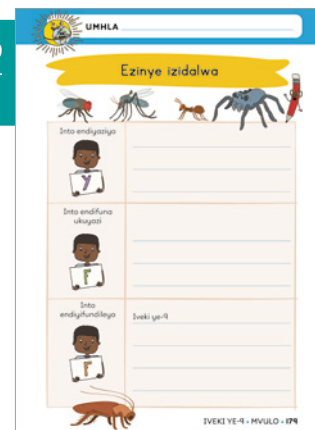 UMHLA
Ezinye izidalwa
Into endiyaziyo
Y
Into endifuna
ukuyazi
F
Into
endiyifundileyo
Iveki ye-9
F
IVEKI YE-9 • MVULO • 179